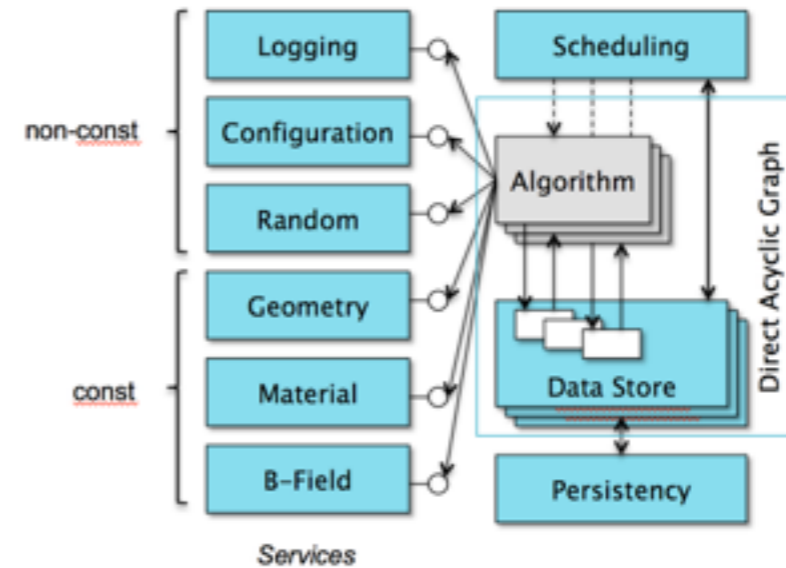 non-const
const
Logging
Configuration
Random
Geometry
Material
B-Field
Services
Scheduling
Algorithm
Data Store
Persistency
Direct Acyclic Graph